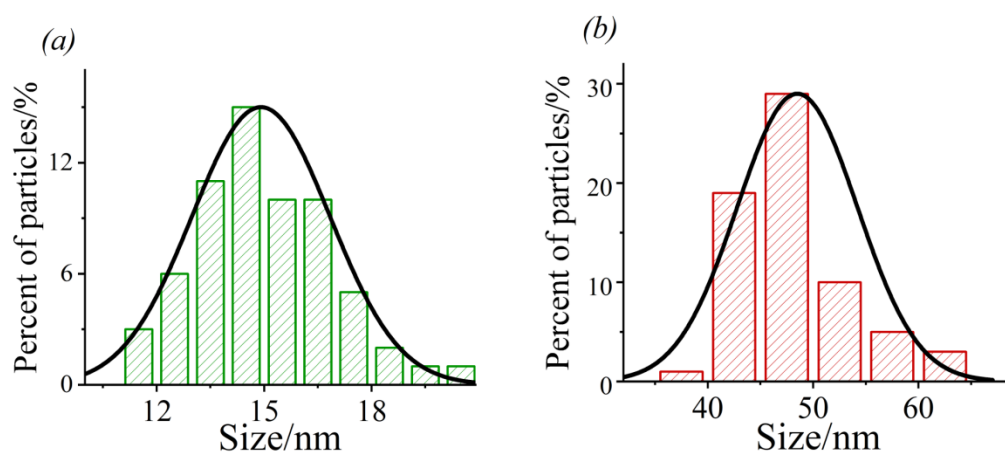 (a)
Percent of particles/%
12
6
0
12
15
18
Size/nm
(b)
Percent of particles/%
30
20
10
0
40
50
60
Size/nm